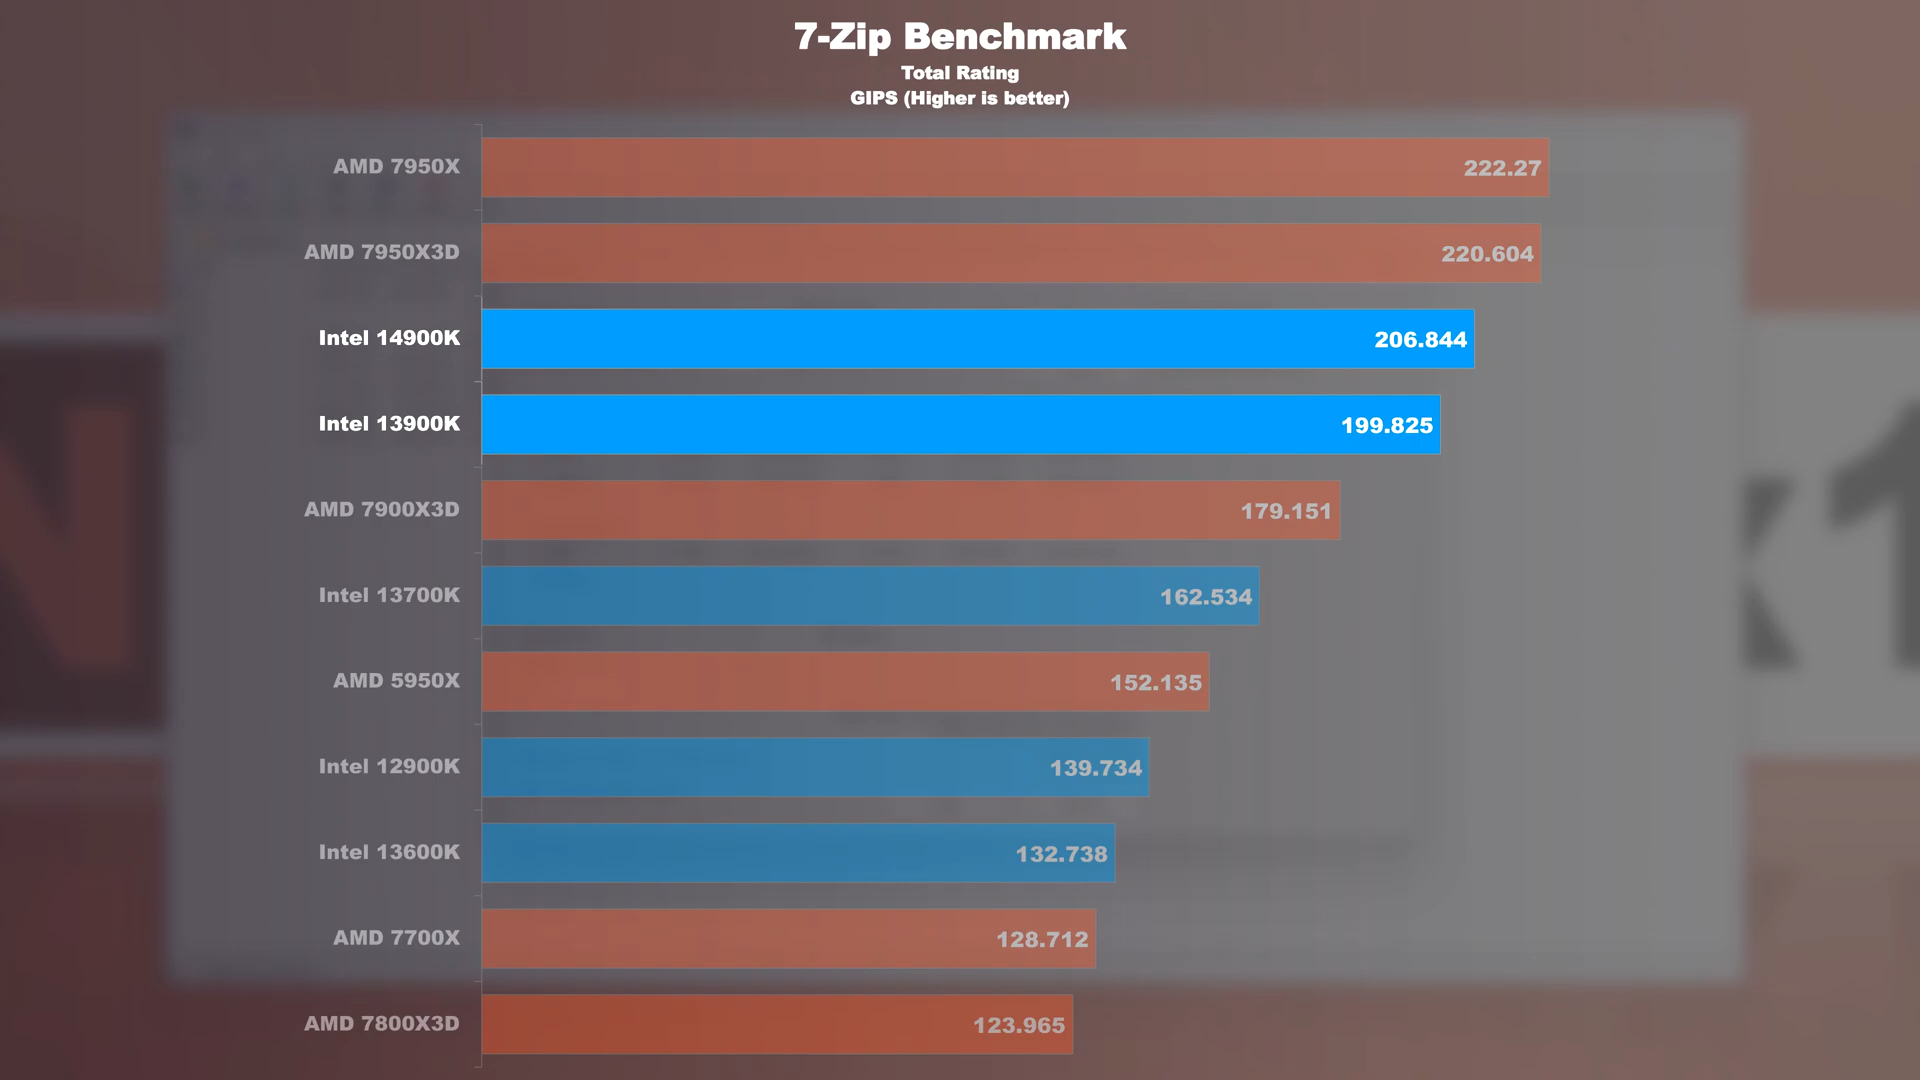 7-Zip Benchmark
Total Rating
GIPS (Higher is better)
AMD 7950X 222.27
AMD 7950X3D 220.604
Intel 14900K 206.844
Intel 13900K 199.825
AMD 7900X3D 179.151
Intel 13700K 162.534
AMD 5950X 152.135
Intel 12900K 139.734
Intel 13600K 132.738
AMD 7700X 128.712
AMD 7800X3D 123.965